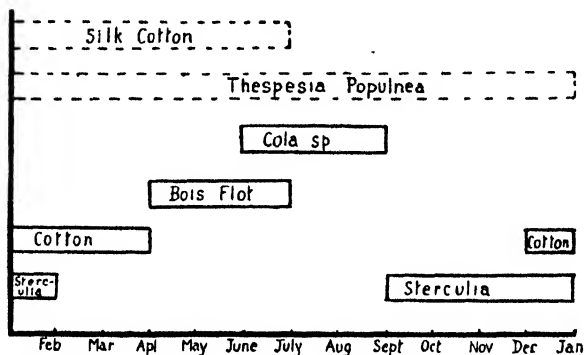 Silk Cotton
Thespesia Populnea
Cola sp
Bois Flot
Cotton
Cotton
Sterc-
ulia
Sterculia
Feb Mar Apl May June July Aug Sept Oct Nov Dec Jan